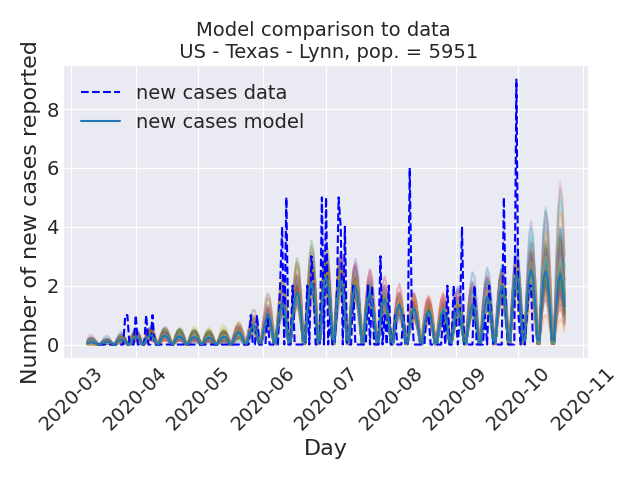 Model comparison to data
US - Texas - Lynn, pop. = 5951
Number of new cases reported
new cases data
new cases model
8
6
4
2
0
2020-03
2020-04
2020-05
2020-06
2020-07
2020-08
2020-09
2020-10
2020-11
Day